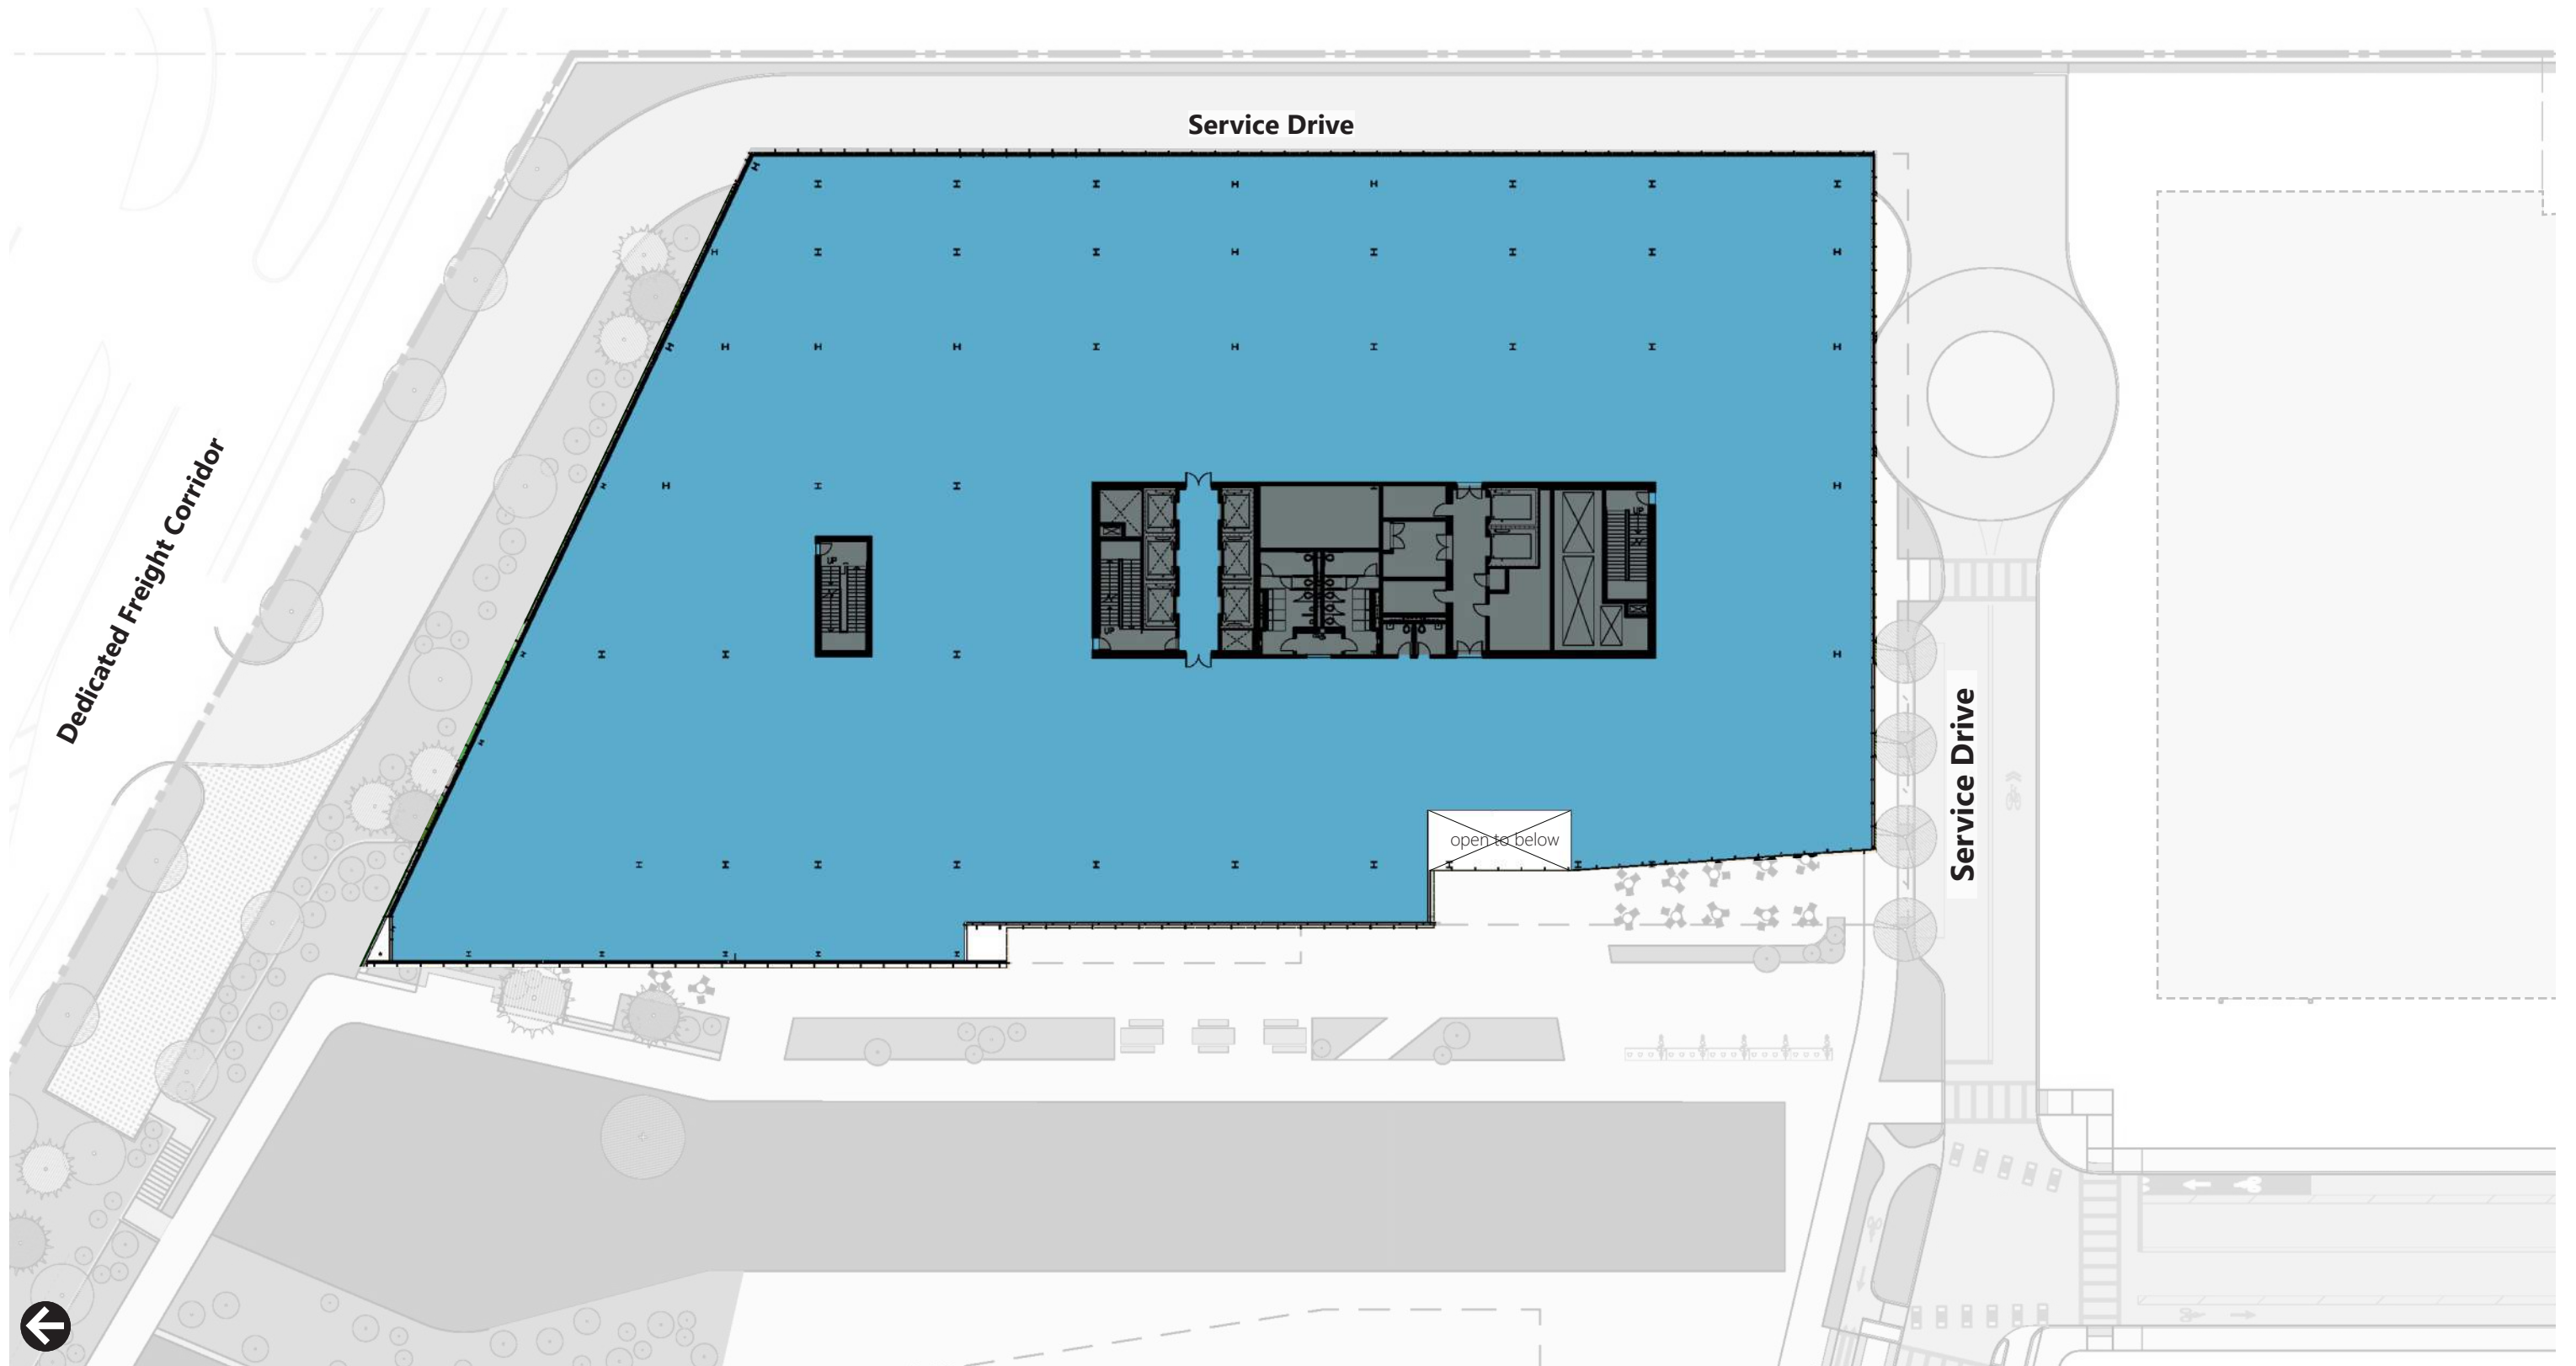 Service Drive
Dedicated Freight Corridor
UP
UP
UP
open to below
Service Drive